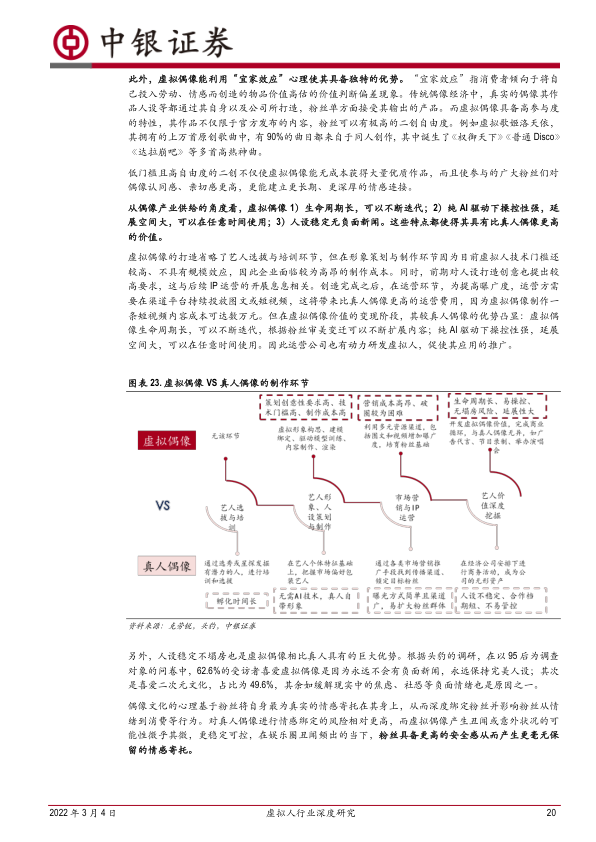 中银证券
此外，虚拟偶像能利用“宜家效应”心理使其具备独特的优势。“宜家效应”指消费者倾向于将自
己投入劳动、情感而创造的物品价值高估的价值判断偏差现象。传统偶像经济中，真实的偶像其作
品人设等都通过其自身以及公司所打造，粉丝单方面接受其输出的产品。而虚拟偶像具备高参与度
的特性，其作品不仅限于官方发布的内容，粉丝可以有极高的二创自由度。例如虚拟歌姬洛天依，
其拥有的上万首原创歌曲中，有 90%的曲目都来自于同人创作，其中诞生了《权御天下》《普通 Disco》
《达拉崩吧》等多首高热神曲。
低门槛且高自由度的二创不仅使虚拟偶像能无成本获得大量优质作品，而且使参与的广大粉丝们对
偶像认同感、亲切感更高，更能建立更长期、更深厚的情感连接。
从偶像产业供给的角度看，虚拟偶像 1）生命周期长，可以不断迭代；2）纯 AI 驱动下操控性强，延
展空间大，可以在任意时间使用；3）人设稳定无负面新闻。这些特点都使得其具有比真人偶像更高
的价值。
虚拟偶像的打造省略了艺人选拔与培训环节，但在形象策划与制作环节因为目前虚拟人技术门槛还
较高、不具有规模效应，因此企业面临较为高昂的制作成本。同时，前期对人设打造创意也提出较
高要求，这与后续 IP 运营的开展息息相关。创造完成之后，在运营环节，为提高曝光度，运营方需
要在渠道平台持续投放图文或短视频，这将带来比真人偶像更高的运营费用，因为虚拟偶像制作一
条短视频内容成本可达数万元。但在虚拟偶像价值的变现阶段，其较真人偶像的优势凸显：虚拟偶
像生命周期长，可以不断迭代，根据粉丝审美变迁可以不断扩展内容；纯 AI 驱动下操控性强，延展
空间大，可以在任意时间使用。因此运营公司也有动力研发虚拟人，促使其应用的推广。
图表 23. 虚拟偶像 VS 真人偶像的制作环节
策划创意性要求高、技
术门槛高、制作成本高
营销成本高昂、破
圈较为困难
生命周期长、易操控、
无塌房风险、延展性大
虚拟偶像
无该环节
虚拟形象构思、建模
绑定、驱动模型训练、
内容制作、渲染
利用多元资源渠道，包
括图文和视频增加曝广
度，培育粉丝基础
开发虚拟偶像价值，完成商业
循环，与真人偶像无异，如广
告代言、节目录制、举办演唱
会
VS
艺人选
拔与培
训
艺人形
象、人
设策划
与制作
市场营
销与IP
运营
艺人价
值深度
挖掘
真人偶像
通过选秀或星探发掘
有潜力的人，进行培
训和选拔
在艺人个体特征基础
上，把握市场偏好包
装艺人
通过各类市场营销推
广手段找到传播渠道、
锁定目标粉丝
在经济公司安排下进
行商务活动，成为公
司的无形资产
孵化时间长
无需AI技术，真人自
带形象
曝光方式简单且渠道
广，易扩大粉丝群体
人设不稳定、合作档
期短、不易管控
资料来源：克劳锐，头豹，中银证券
另外，人设稳定不塌房也是虚拟偶像相比真人具有的巨大优势。根据头豹的调研，在以 95 后为调查
对象的问卷中，62.6%的受访者喜爱虚拟偶像是因为永远不会有负面新闻，永远保持完美人设；其次
是喜爱二次元文化，占比为 49.6%，其余如缓解现实中的焦虑、社恐等负面情绪也是原因之一。
偶像文化的心理基于粉丝将自身最为真实的情感寄托在其身上，从而深度绑定粉丝并影响粉丝从情
绪到消费等行为。对真人偶像进行情感绑定的风险相对更高，而虚拟偶像产生丑闻或意外状况的可
能性微乎其微，更稳定可控，在娱乐圈丑闻频出的当下，粉丝具备更高的安全感从而产生更毫无保
留的情感寄托。
2022 年 3 月 4 日
虚拟人行业深度研究
20